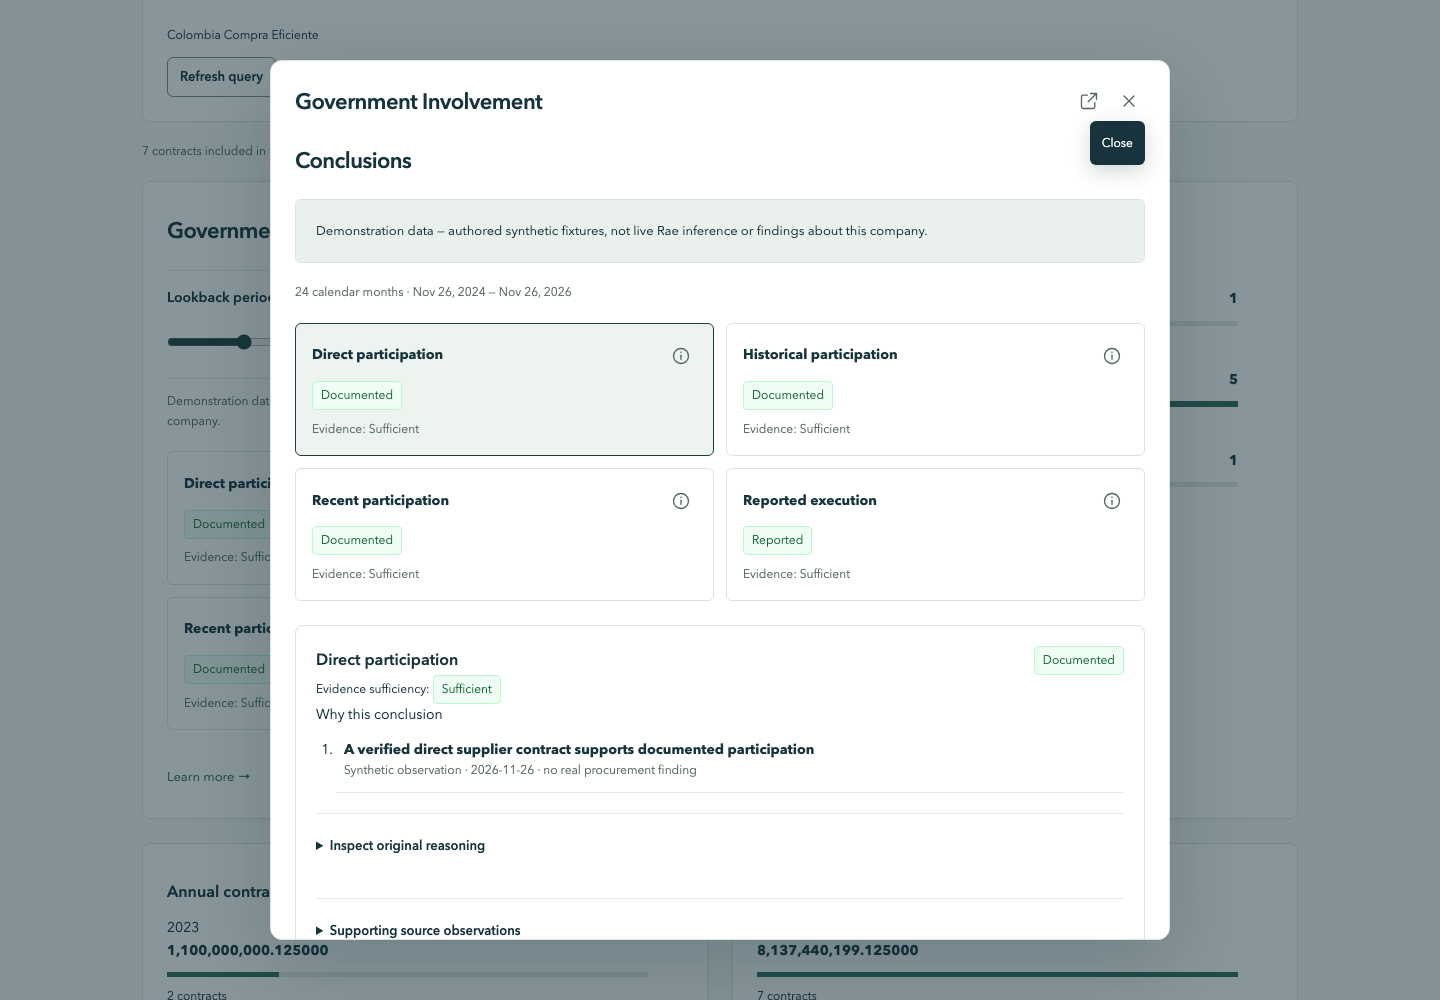 Colombia Compra Eficiente
Refresh query
7 contracts included in
Governme
Lookback perio
Demonstration dat
company.
Direct partici
Documented
Evidence: Suffic
Recent partic
Documented
Evidence: Suffic
Learn more →
1
5
1
Government Involvement
Close
Conclusions
Demonstration data – authored synthetic fixtures, not live Rae inference or findings about this company.
24 calendar months · Nov 26, 2024 – Nov 26, 2026
Direct participation
Documented
Evidence: Sufficient
Historical participation
Documented
Evidence: Sufficient
Recent participation
Documented
Evidence: Sufficient
Reported execution
Reported
Evidence: Sufficient
Direct participation
Documented
Evidence sufficiency: Sufficient
Why this conclusion
1. A verified direct supplier contract supports documented participation
Synthetic observation · 2026-11-26 · no real procurement finding
Inspect original reasoning
Supporting source observations
Annual contra
2023
1,100,000,000.125000
2 contracts
8,137,440,199.125000
7 contracts